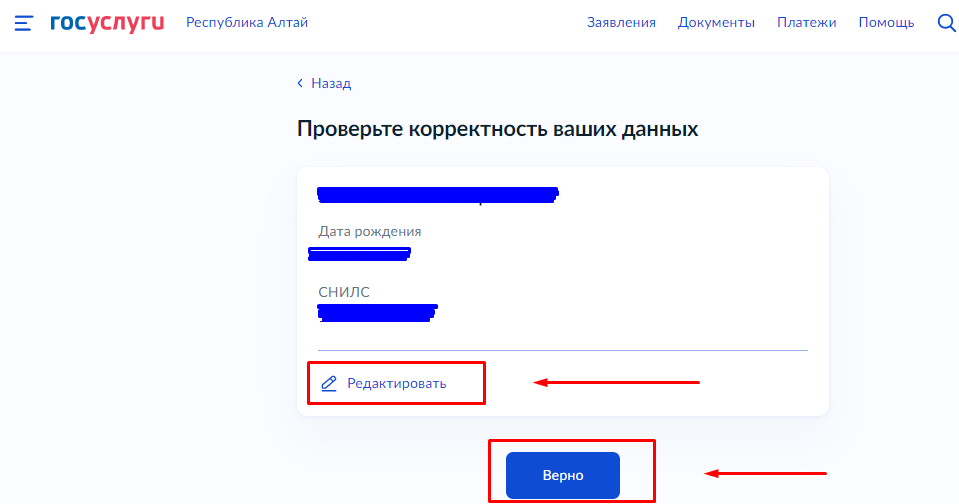 госуслуги Республика Алтай Заявления Документы Платежи Помощь
Назад
Проверьте корректность ваших данных
Дата рождения
СНИЛС
Редактировать
Верно